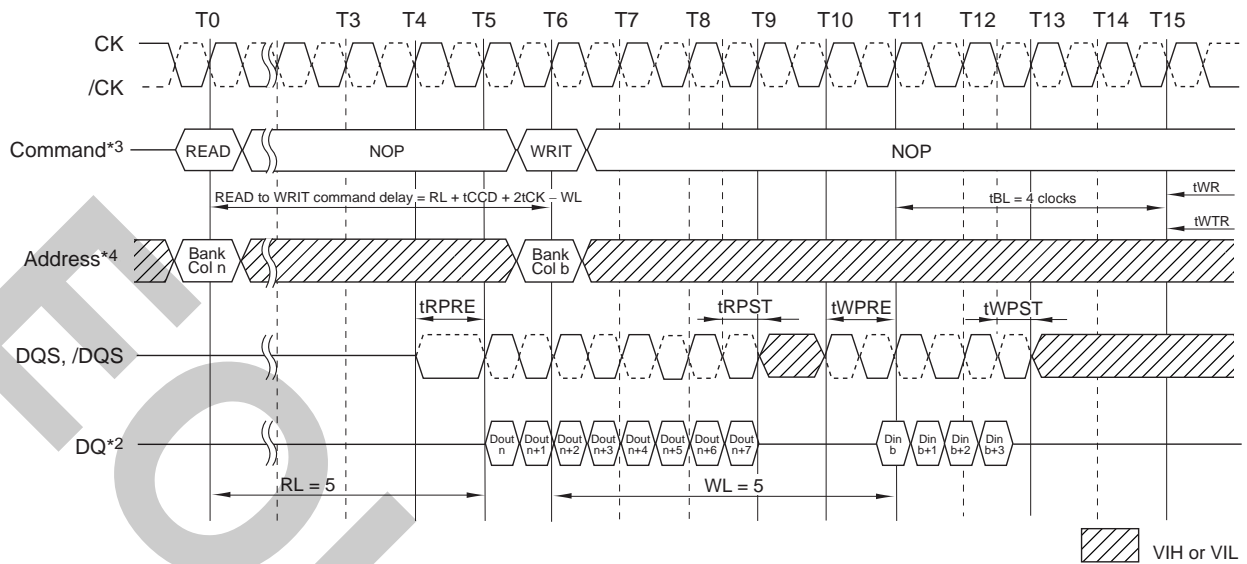 T0 T3 T4 T5 T6 T7 T8 T9 T10 T11 T12 T13 T14 T15
CK
/CK
Command*3 READ NOP WRIT NOP
READ to WRIT command delay = RL + tCCD + 2tCK – WL
tBL = 4 clocks
tWR
tWTR
Address*4
Bank
Col n
Bank
Col b
tRPRE tRPST tWPRE tWPST
DQS, /DQS
DQ*2
Dout
n
Dout
n+1
Dout
n+2
Dout
n+3
Dout
n+4
Dout
n+5
Dout
n+6
Dout
n+7
Din
b
Din
b+1
Din
b+2
Din
b+3
RL = 5 WL = 5
VIH or VIL